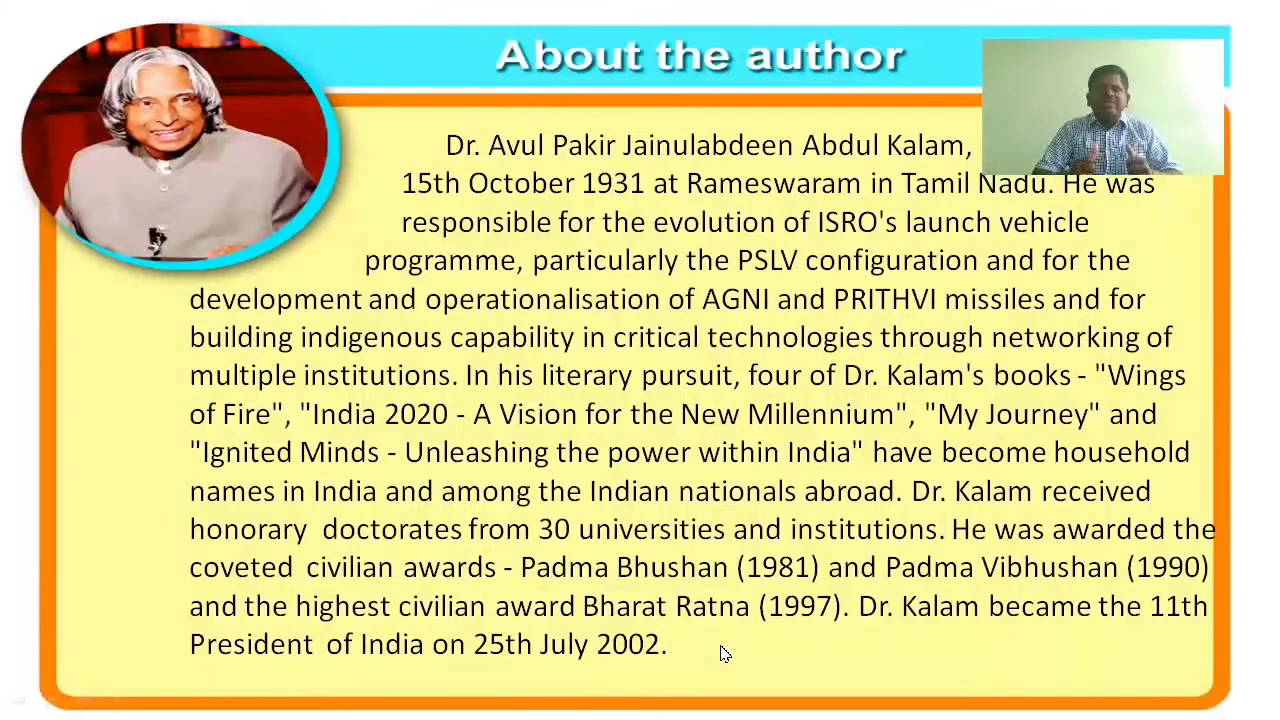 About the author
Dr. Avul Pakir Jainulabdeen Abdul Kalam,
15th October 1931 at Rameswaram in Tamil Nadu. He was
responsible for the evolution of ISRO's launch vehicle
programme, particularly the PSLV configuration and for the
development and operationalisation of AGNI and PRITHVI missiles and for
building indigenous capability in critical technologies through networking of
multiple institutions. In his literary pursuit, four of Dr. Kalam's books - "Wings
of Fire", "India 2020 - A Vision for the New Millennium", "My Journey" and
"Ignited Minds - Unleashing the power within India" have become household
names in India and among the Indian nationals abroad. Dr. Kalam received
honorary doctorates from 30 universities and institutions. He was awarded the
coveted civilian awards - Padma Bhushan (1981) and Padma Vibhushan (1990)
and the highest civilian award Bharat Ratna (1997). Dr. Kalam became the 11th
President of India on 25th July 2002.